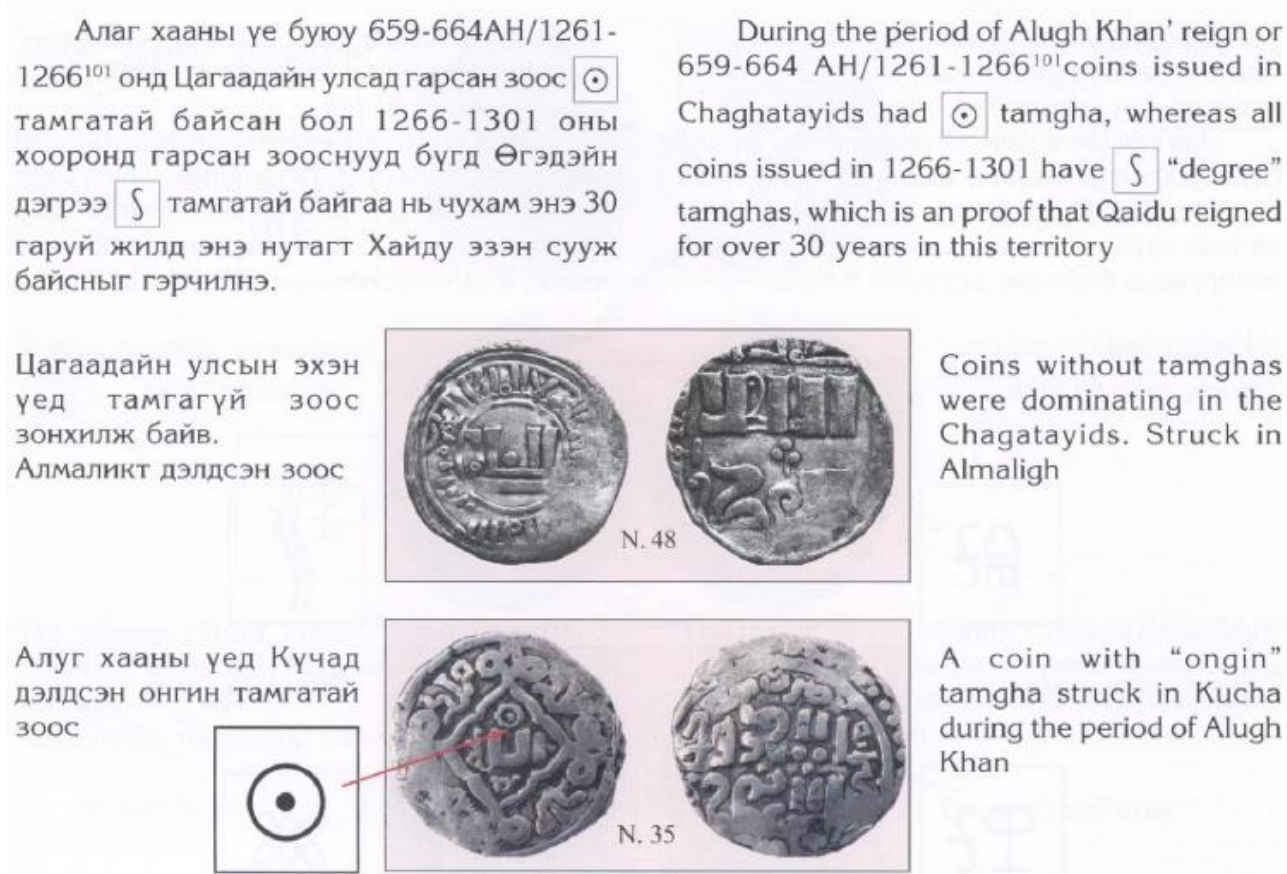 Алаг хааны үе буюу 659-664АН/1261-
1266¹⁰¹ онд Цагаадайн улсад гарсан зоос
тамгатай байсан бол 1266-1301 оны
хооронд гарсан зооснууд бүгд Өгэдэйн
дэгрээ тамгатай байгаа нь чухам энэ 30
гаруй жилд энэ нутагт Хайду эзэн сууж
байсныг гэрчилнэ.
During the period of Alugh Khan' reign or
659-664 AH/1261-1266¹⁰¹coins issued in
Chaghatayids had tamgha, whereas all
coins issued in 1266-1301 have "degree"
tamghas, which is an proof that Qaidu reigned
for over 30 years in this territory
Цагаадайн улсын эхэн
үед тамгагүй зоос
зонхилж байв.
Алмаликт дэлдсэн зоос
N. 48
Coins without tamghas
were dominating in the
Chagatayids. Struck in
Almaligh
Алуг хааны үед Күчад
дэлдсэн онгин тамгатай
зоос
N. 35
A coin with "ongin"
tamgha struck in Kucha
during the period of Alugh
Khan